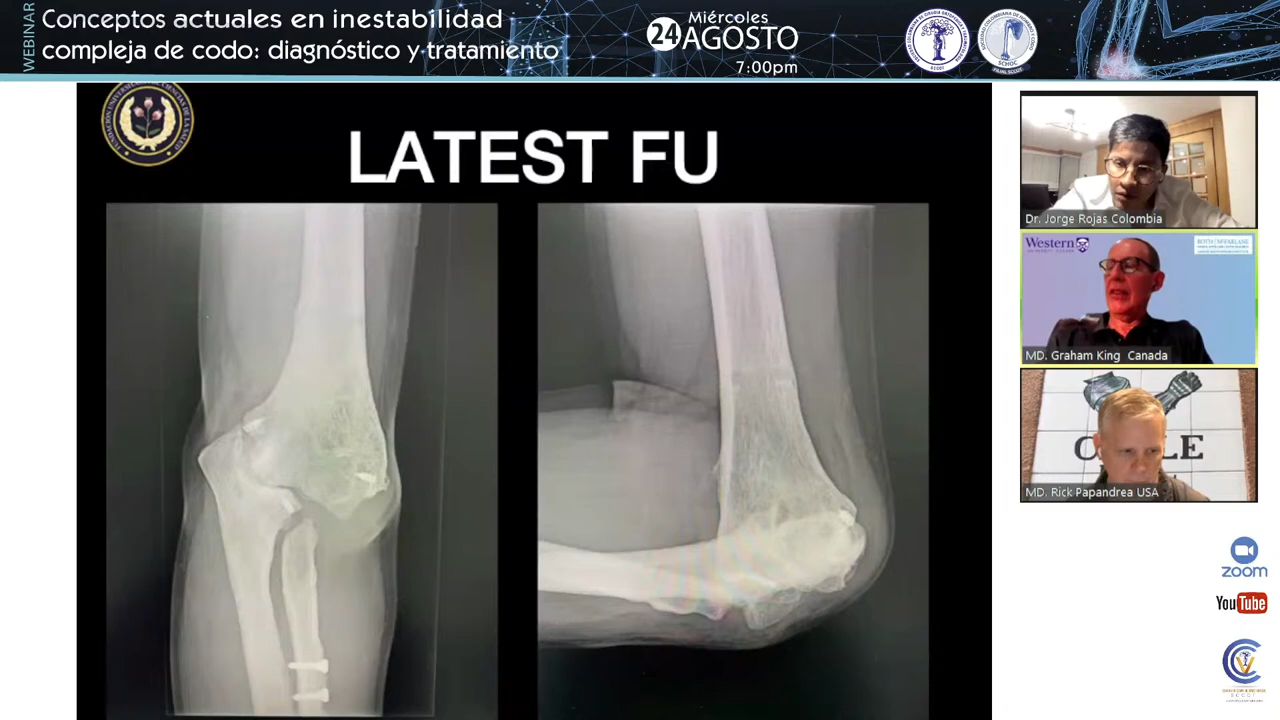 WEBINAR
Conceptos actuales en inestabilidad
compleja de codo: diagnóstico y tratamiento
Miércoles
24 AGOSTO
7:00pm
SCHOC
LATEST FU
Dr. Jorge Rojas Colombia
Western
MD. Graham King Canada
MD. Rick Papandrea USA
zoom
YouTube